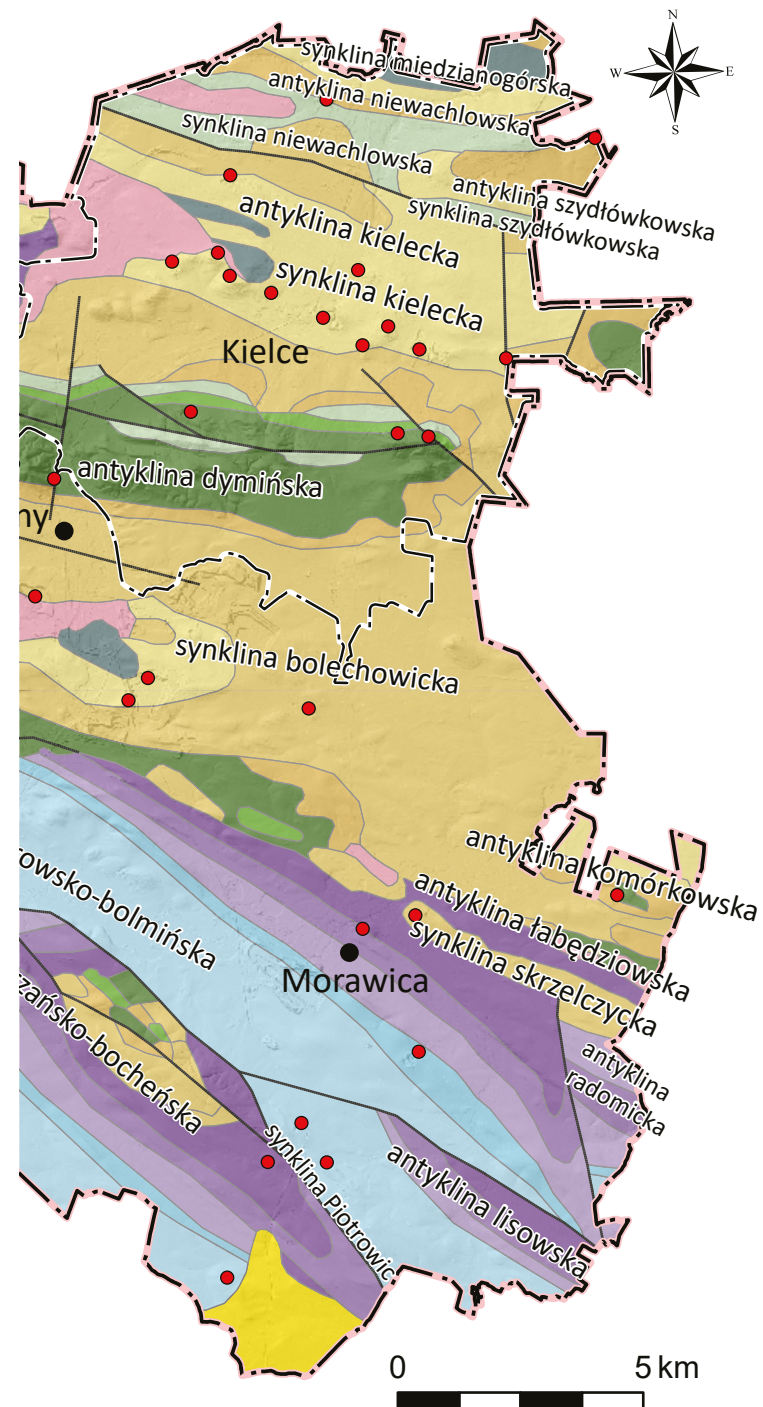 N
W
E
S
synklina miedzianogórska
antyklina niewachlowska
synklina niewachlowska
antyklina szydłówkowska
synklina szydłówkowska
antyklina kielecka
synklina kielecka
Kielce
antyklina dymińska
ny
synklina bolechowicka
antyklina komórkowska
antyklina łabędziowska
synklina skrzelczycka
rowsko-bolmińska
Morawica
rzańsko-bocheńska
antyklina
radomicka
synklina Piotrowic
antyklina lisowska
0
5 km